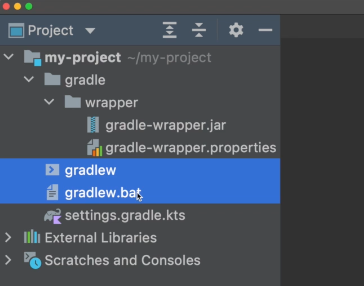 Project
my-project ~/my-project
gradle
wrapper
gradle-wrapper.jar
gradle-wrapper.properties
gradlew
gradlew.bat
settings.gradle.kts
External Libraries
Scratches and Consoles